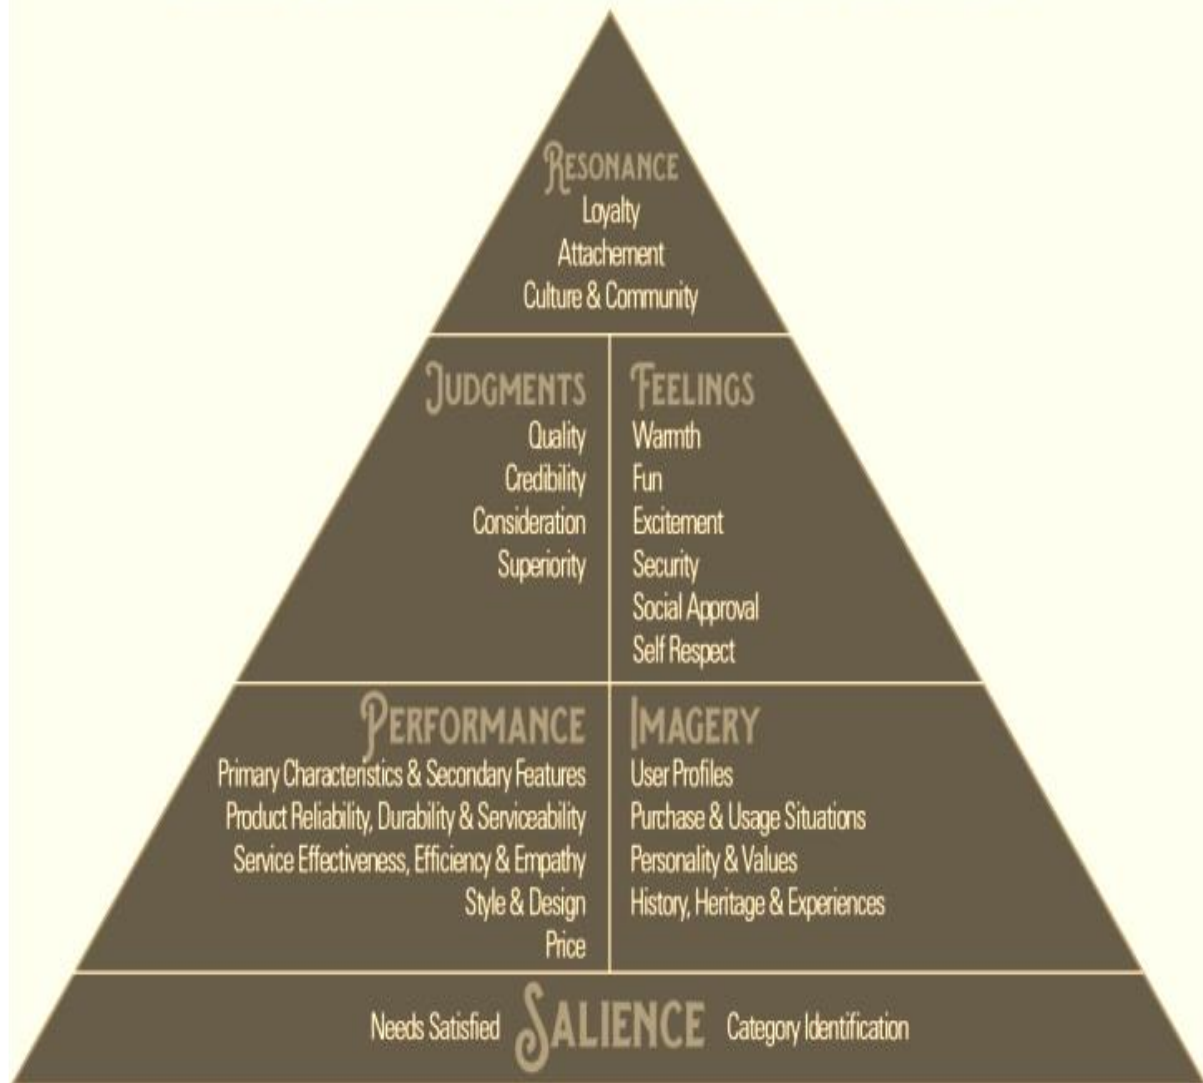 RESONANCE
Loyalty
Attachement
Culture & Community
JUDGMENTS
Quality
Credibility
Consideration
Superiority
FEELINGS
Warmth
Fun
Excitement
Security
Social Approval
Self Respect
PERFORMANCE
Primary Characteristics & Secondary Features
Product Reliability, Durability & Serviceability
Service Effectiveness, Efficiency & Empathy
Style & Design
Price
IMAGERY
User Profiles
Purchase & Usage Situations
Personality & Values
History, Heritage & Experiences
Needs Satisfied SALIENCE Category Identification